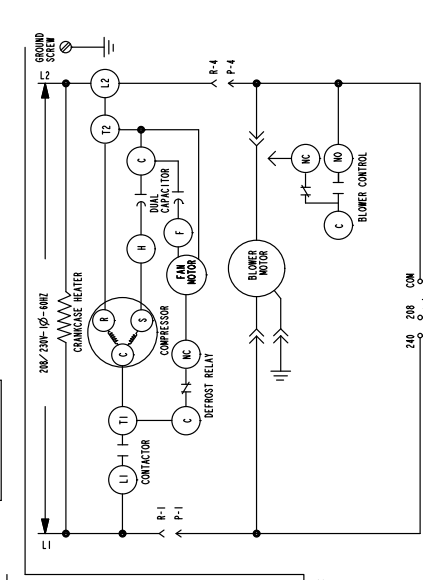 GROUND
SCREW
L2
L2
R-4
P-4
T2
C
DUAL
CAPACITOR
NC
NO
C
BLOWER CONTROL
208/230V-1Ø-60HZ
CRANKCASE HEATER
H
F
FAN
MOTOR
BLOWER
MOTOR
R
S
C
COMPRESSOR
COM
208
240
NC
C
DEFROST RELAY
T1
L1
CONTACTOR
R-1
P-1
L1